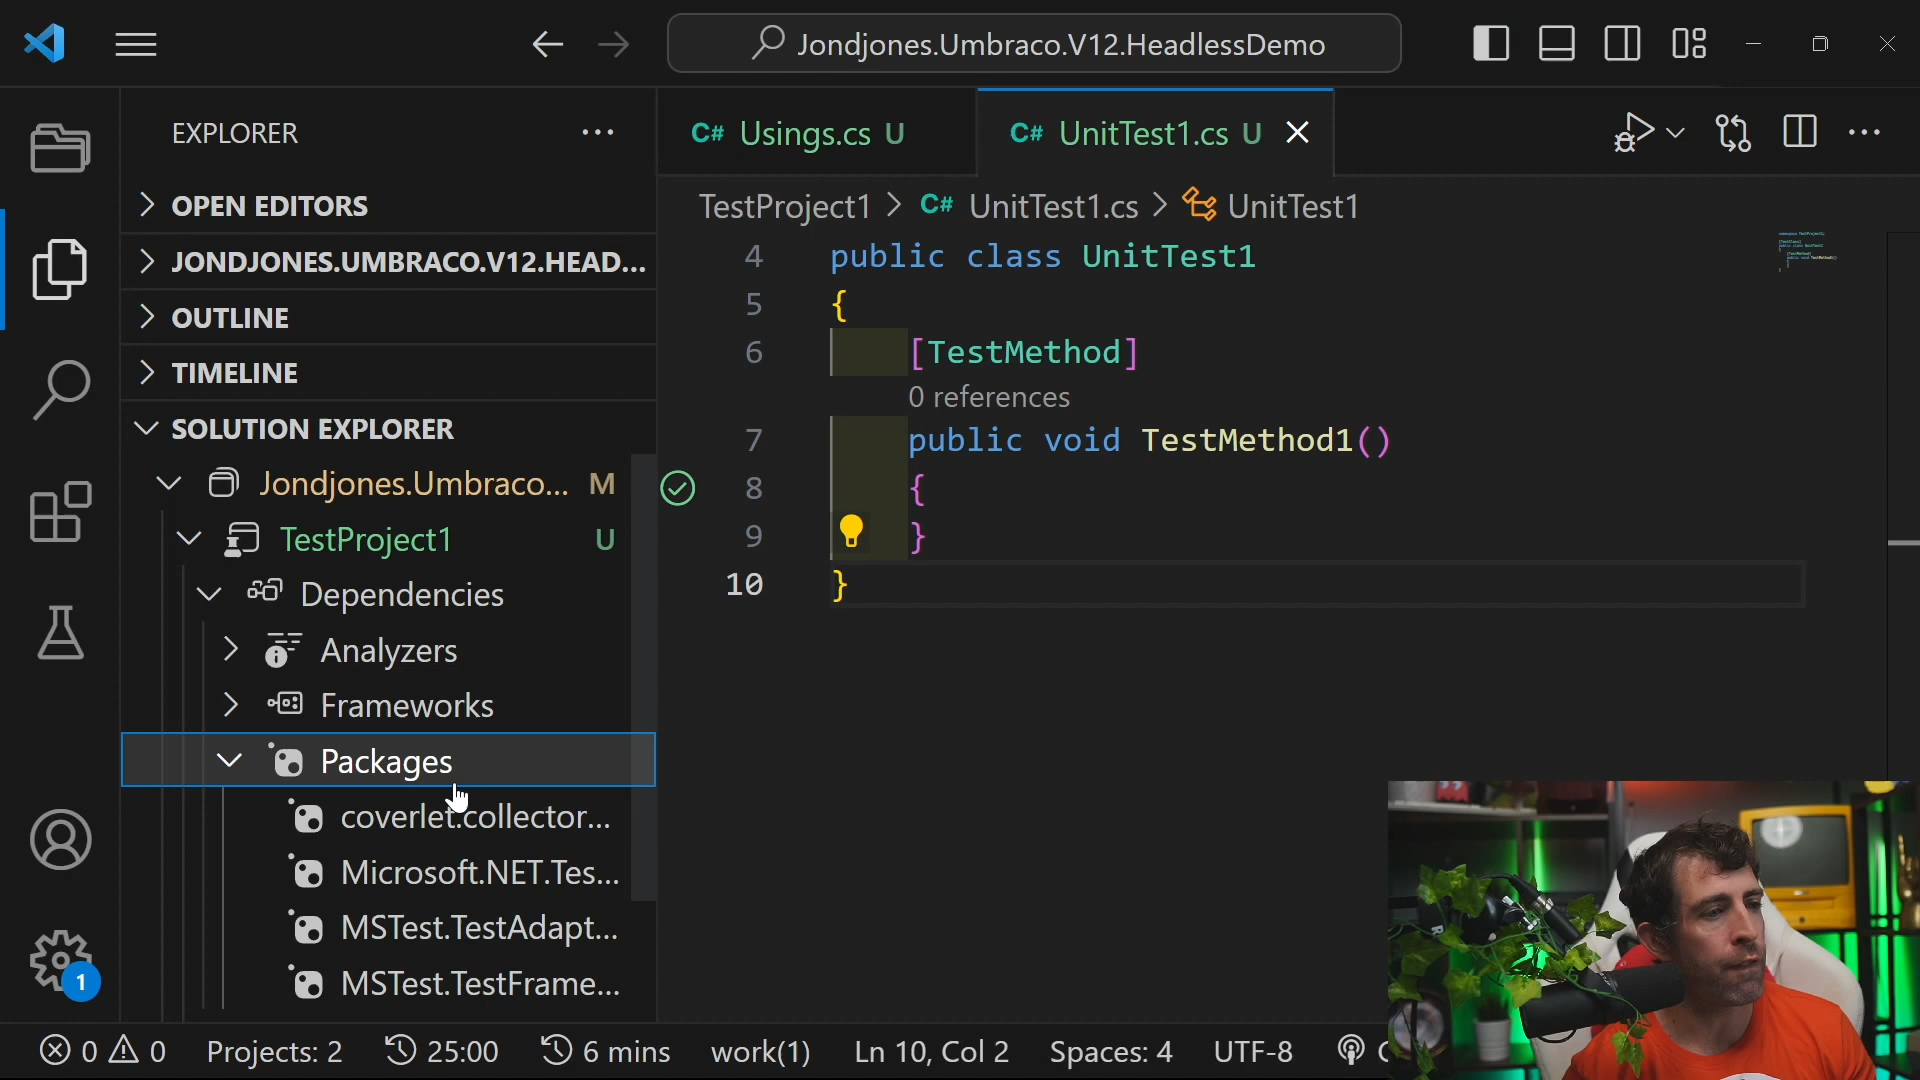 Jondjones.Umbraco.V12.HeadlessDemo
EXPLORER
OPEN EDITORS
JONDJONES.UMBRACO.V12.HEAD...
OUTLINE
TIMELINE
SOLUTION EXPLORER
Jondjones.Umbraco... M
TestProject1 U
Dependencies
Analyzers
Frameworks
Packages
coverlet.collector...
Microsoft.NET.Tes...
MSTest.TestAdapt...
MSTest.TestFrame...
C# Usings.cs U
C# UnitTest1.cs U
TestProject1 > C# UnitTest1.cs > UnitTest1
4 public class UnitTest1
5 {
6 [TestMethod]
0 references
7 public void TestMethod1()
8 {
9 }
10 }
1
0 0 Projects: 2 25:00 6 mins work(1) Ln 10, Col 2 Spaces: 4 UTF-8